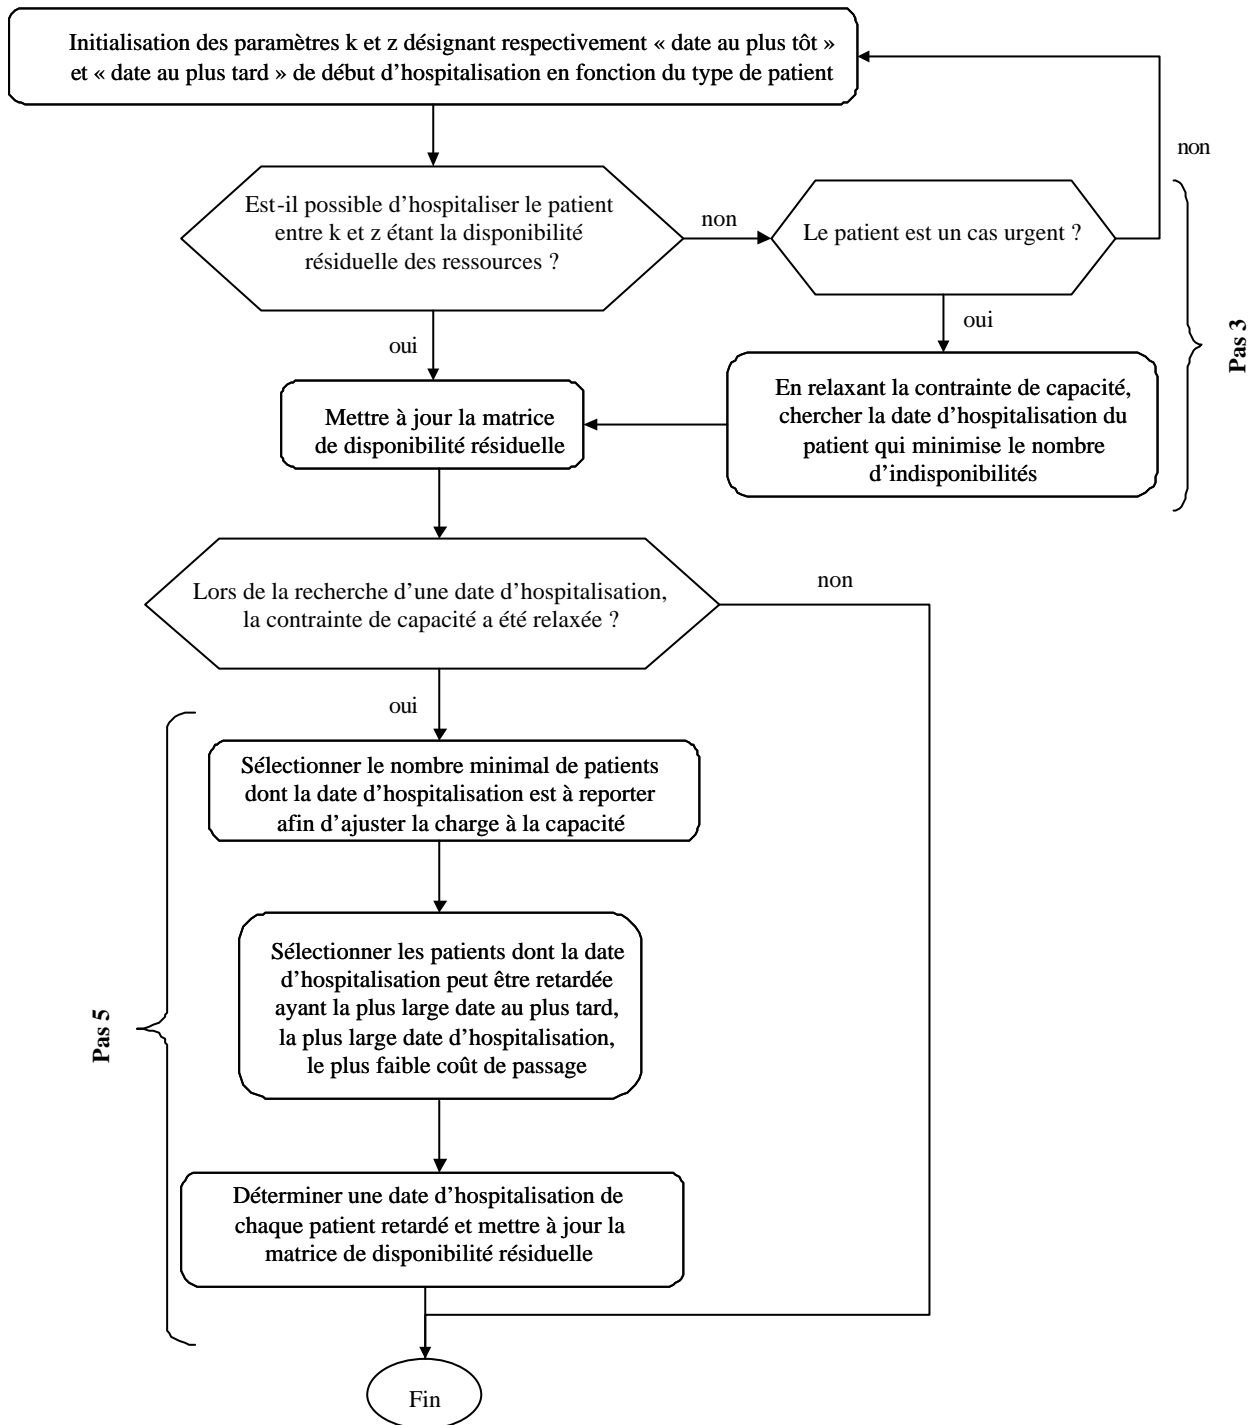 Initialisation des paramètres k et z désignant respectivement « date au plus tôt »
et « date au plus tard » de début d’hospitalisation en fonction du type de patient
non
Est-il possible d’hospitaliser le patient
entre k et z étant la disponibilité
résiduelle des ressources ?
non
Le patient est un cas urgent ?
oui
oui
Pas 3
En relaxant la contrainte de capacité,
chercher la date d’hospitalisation du
patient qui minimise le nombre
d’indisponibilités
Mettre à jour la matrice
de disponibilité résiduelle
Lors de la recherche d’une date d’hospitalisation,
la contrainte de capacité a été relaxée ?
non
oui
Sélectionner le nombre minimal de patients
dont la date d’hospitalisation est à reporter
afin d’ajuster la charge à la capacité
Sélectionner les patients dont la date
d’hospitalisation peut être retardée
ayant la plus large date au plus tard,
la plus large date d’hospitalisation,
le plus faible coût de passage
Pas 5
Déterminer une date d’hospitalisation de
chaque patient retardé et mettre à jour la
matrice de disponibilité résiduelle
Fin